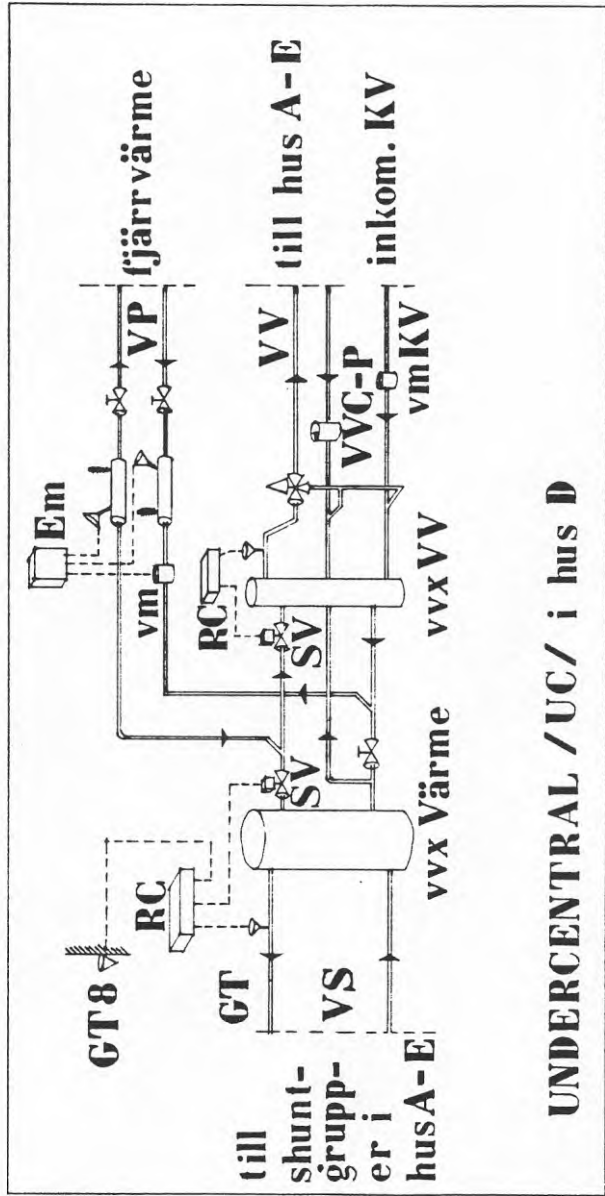 fjärrvärme
VP
Em
vm
till hus A-E
VV
RC
SV
VVC-P
inkom. KV
vmKV
vvx VV
GT8
RC
SV
GT
VS
vvx Värme
till
shunt-
grupp-
er i
hus A-E
UNDERCENTRAL /UC/ i hus D